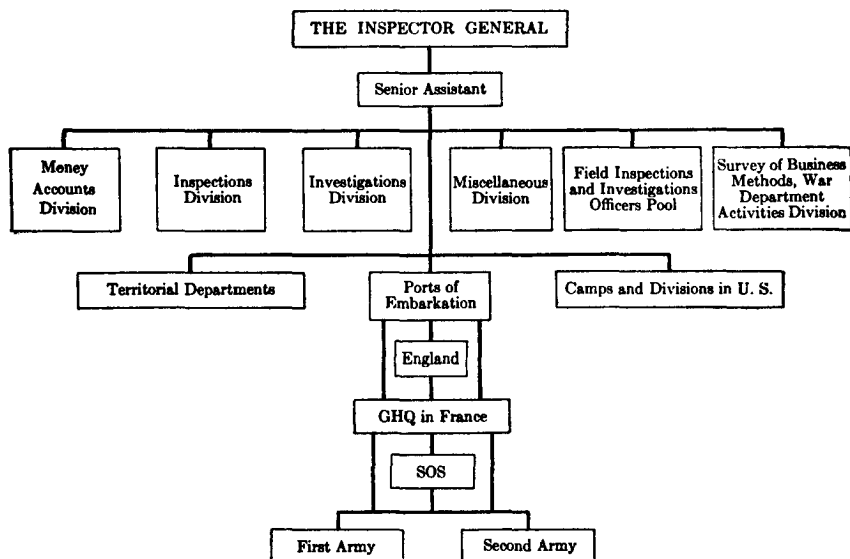 THE INSPECTOR GENERAL
Senior Assistant
Money
Accounts
Division
Inspections
Division
Investigations
Division
Miscellaneous
Division
Field Inspections
and Investigations
Officers Pool
Survey of Business
Methods, War
Department
Activities Division
Territorial Departments
Ports of
Embarkation
Camps and Divisions in U. S.
England
GHQ in France
SOS
First Army
Second Army